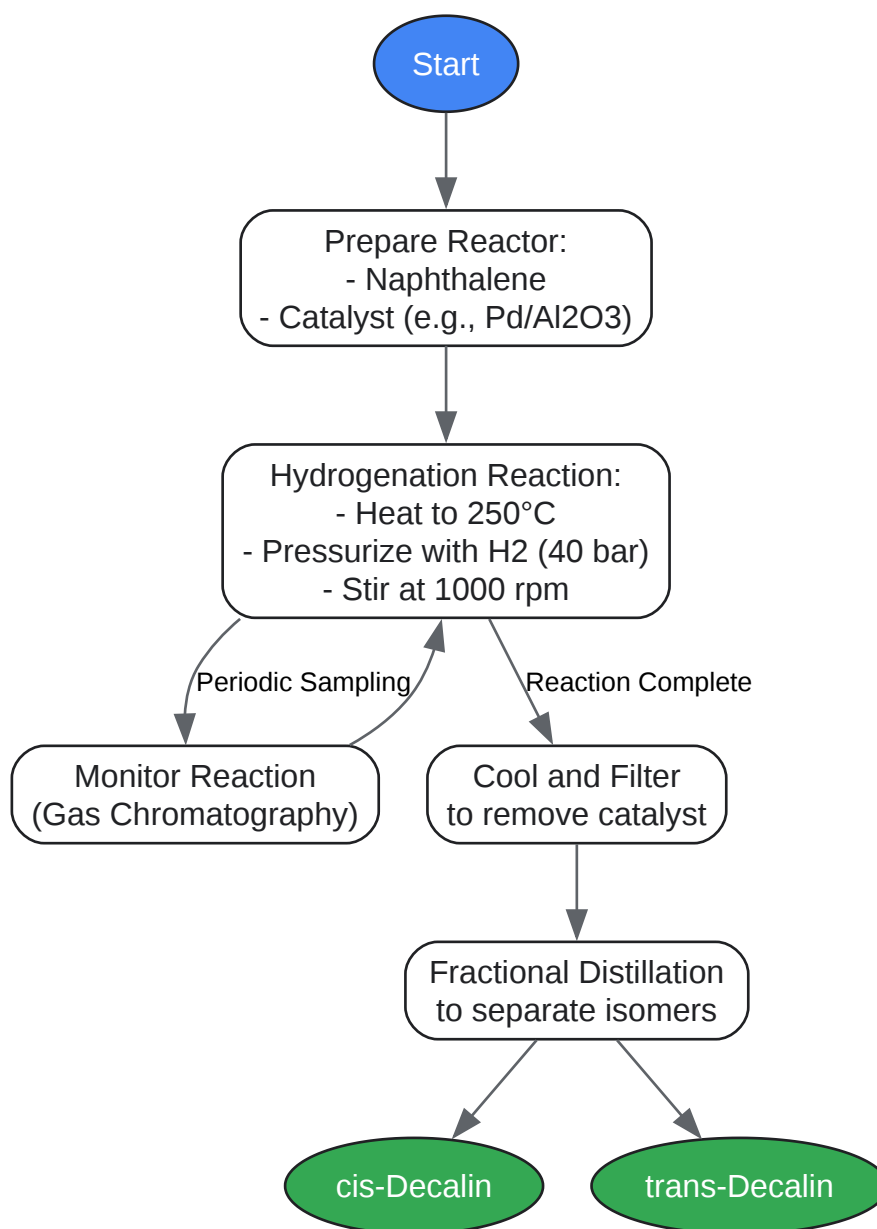 Start
Prepare Reactor:
- Naphthalene
- Catalyst (e.g., Pd/Al2O3)
Hydrogenation Reaction:
- Heat to 250°C
- Pressurize with H2 (40 bar)
- Stir at 1000 rpm
Periodic Sampling
Reaction Complete
Monitor Reaction
(Gas Chromatography)
Cool and Filter
to remove catalyst
Fractional Distillation
to separate isomers
cis-Decalin
trans-Decalin